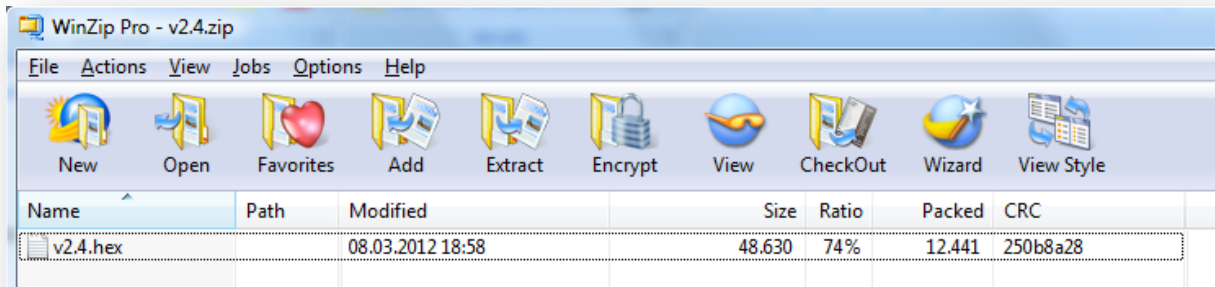 WinZip Pro - v2.4.zip
File Actions View Jobs Options Help
New Open Favorites Add Extract Encrypt View CheckOut Wizard View Style
Name Path Modified Size Ratio Packed CRC
v2.4.hex 08.03.2012 18:58 48.630 74% 12.441 250b8a28